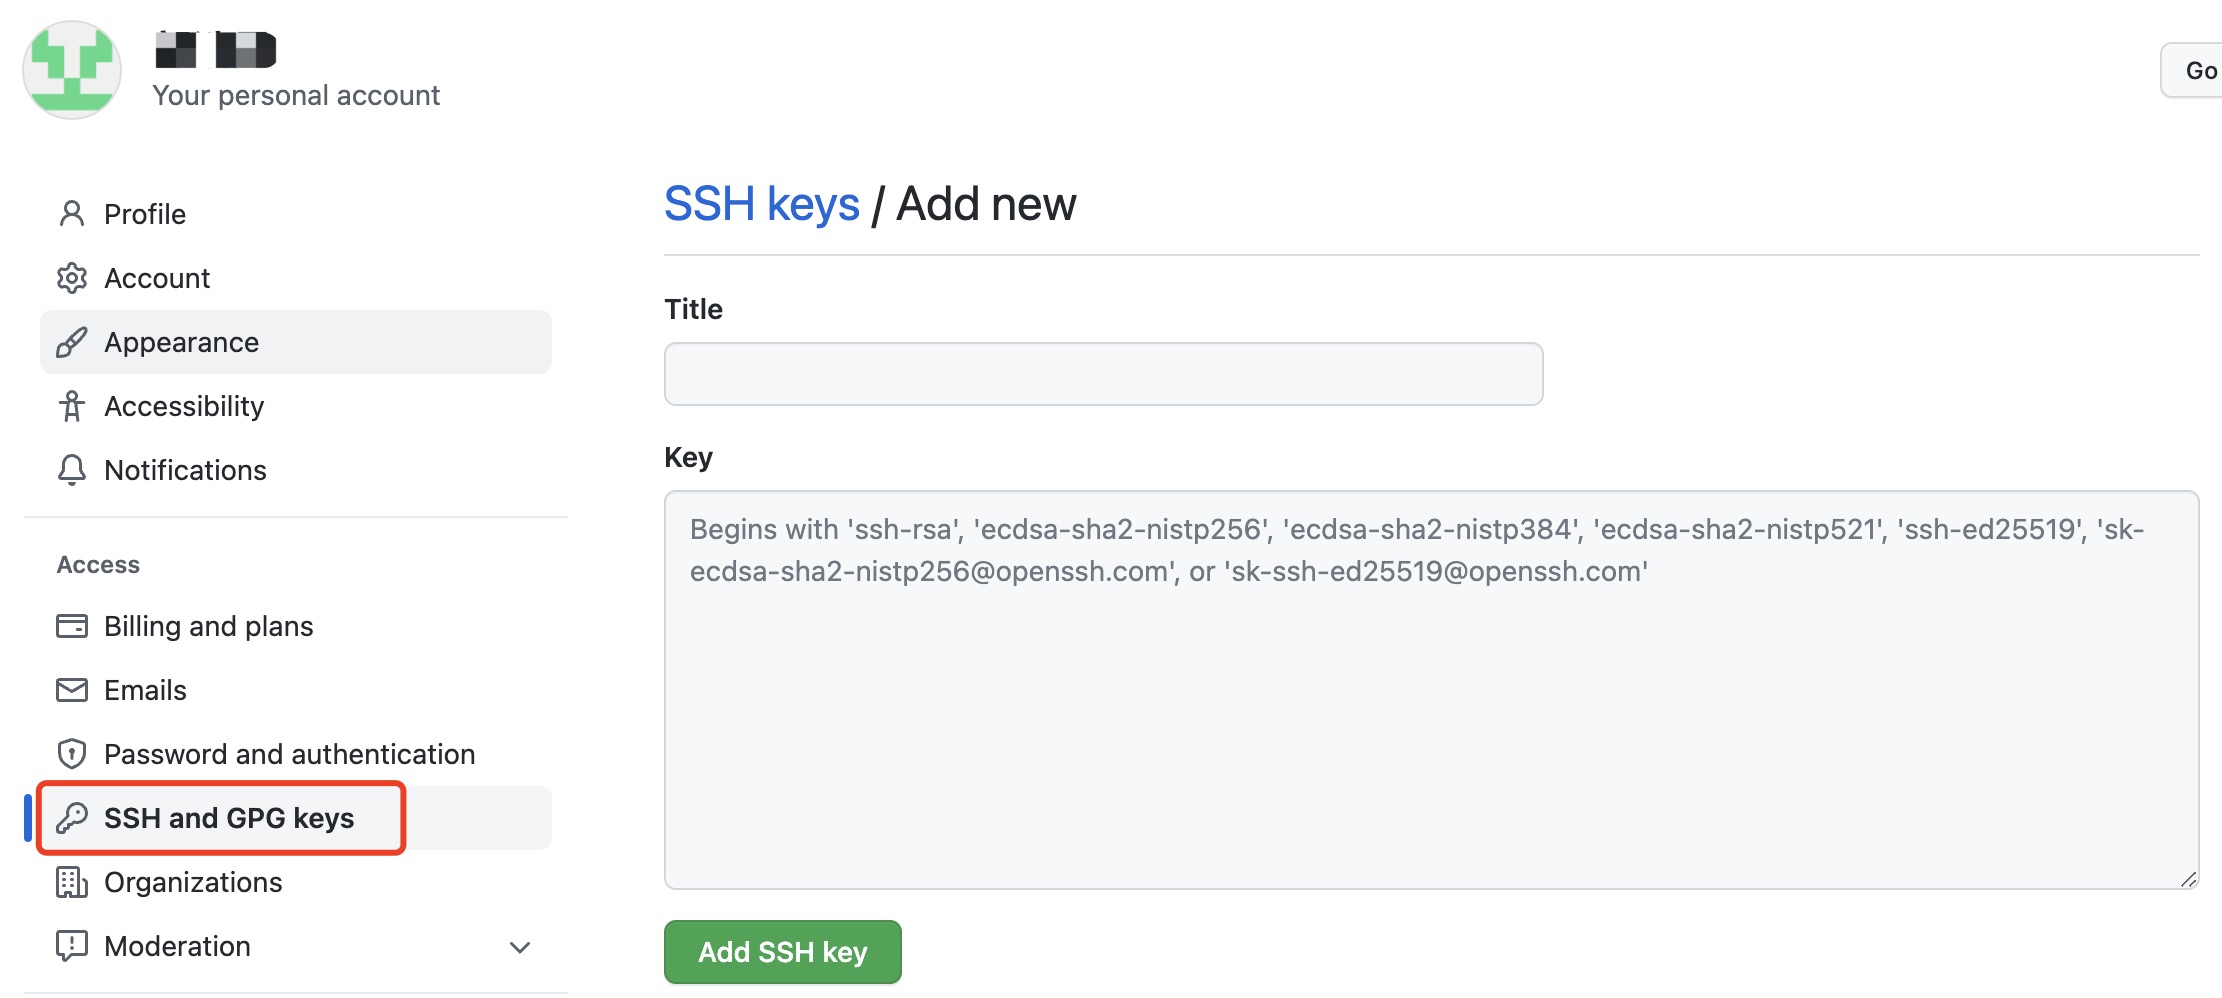 Your personal account
Go
Profile
Account
Appearance
Accessibility
Notifications
Access
Billing and plans
Emails
Password and authentication
SSH and GPG keys
Organizations
Moderation
SSH keys / Add new
Title
Key
Begins with 'ssh-rsa', 'ecdsa-sha2-nistp256', 'ecdsa-sha2-nistp384', 'ecdsa-sha2-nistp521', 'ssh-ed25519', 'sk-
ecdsa-sha2-nistp256@openssh.com', or 'sk-ssh-ed25519@openssh.com'
Add SSH key